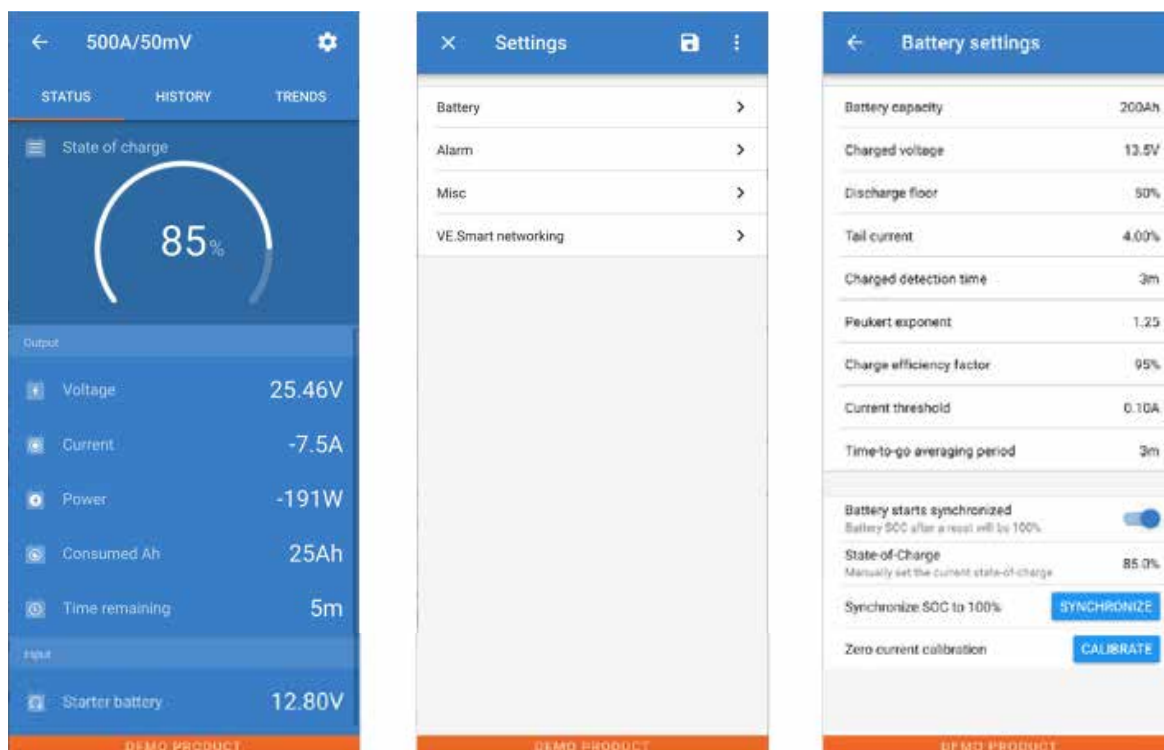 500A/50mV
STATUS HISTORY TRENDS
State of charge
85%
Output
Voltage 25.46V
Current -7.5A
Power -191W
Consumed Ah 25Ah
Time remaining 5m
Input
Starter battery 12.80V
DEMO PRODUCT
Settings
Battery
Alarm
Misc
VE.Smart networking
DEMO PRODUCT
Battery settings
Battery capacity 200Ah
Charged voltage 13.5V
Discharge floor 50%
Tail current 4.00%
Charged detection time 3m
Peukert exponent 1.25
Charge efficiency factor 95%
Current threshold 0.10A
Time-to-go averaging period 3m
Battery starts synchronized
Battery SOC after a reset will be 100%
State-of-Charge 85.0%
Manually set the current state-of-charge
Synchronize SOC to 100% SYNCHRONIZE
Zero current calibration CALIBRATE
DEMO PRODUCT